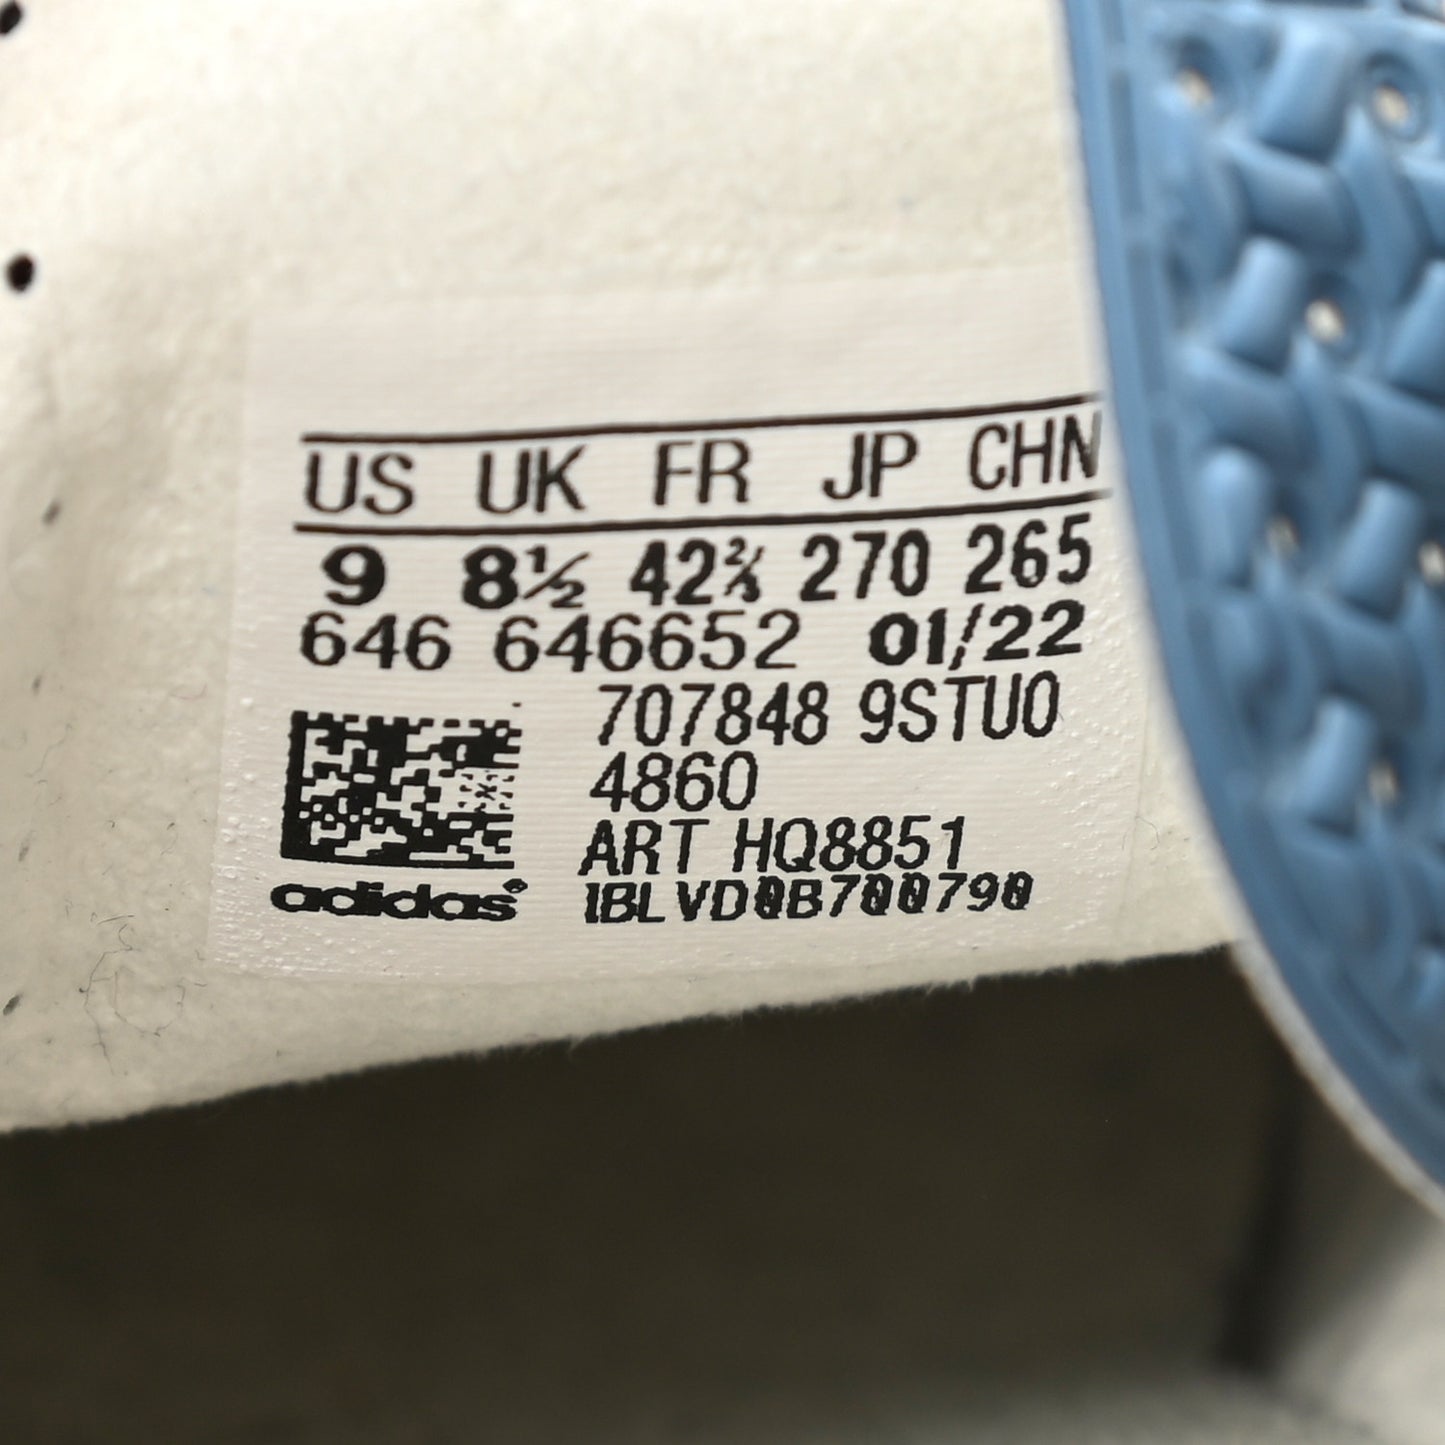 US UK FR JP CHN
9 8½ 42⅔ 270 265
646 646652 01/22
707848 9STU0
4860
ART HQ8851
adidas® IBLVD0B700790